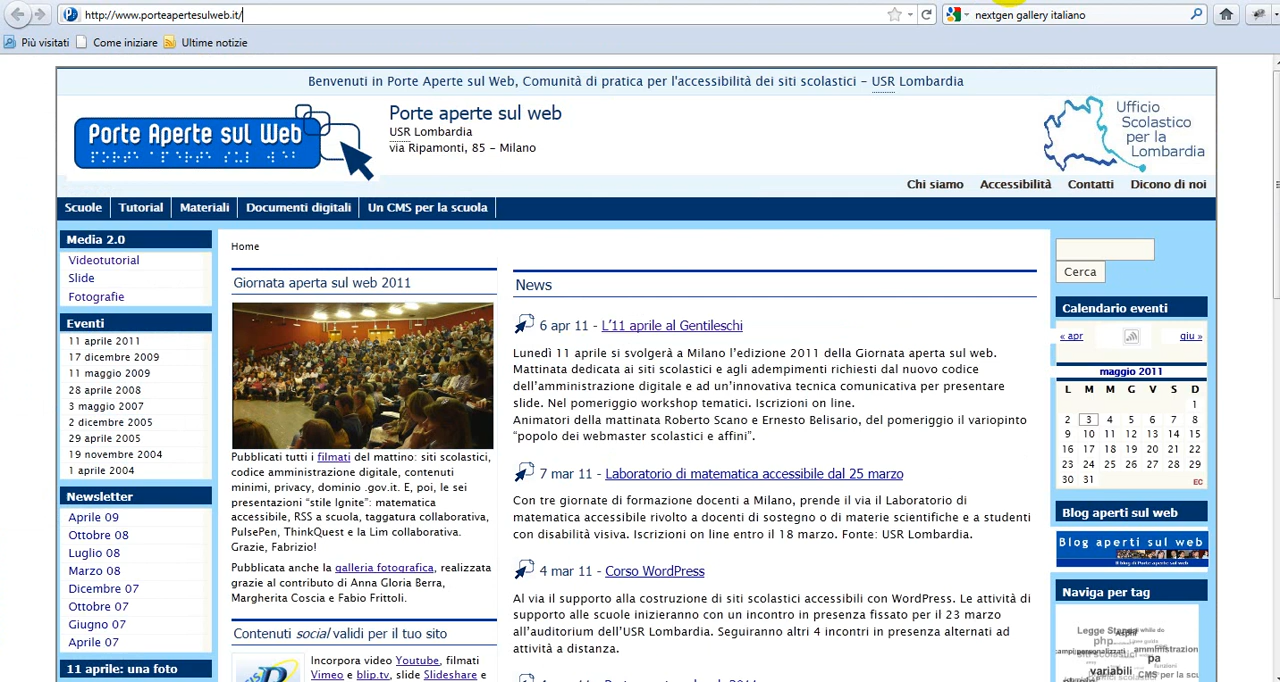 http://www.porteapertesulweb.it/
nextgen gallery italiano
Più visitati
Come iniziare
Ultime notizie
Benvenuti in Porte Aperte sul Web, Comunità di pratica per l'accessibilità dei siti scolastici - USR Lombardia
Porte Aperte sul Web
Porte aperte sul web
USR Lombardia
via Ripamonti, 85 - Milano
Ufficio
Scolastico
per la
Lombardia
Chi siamo
Accessibilità
Contatti
Dicono di noi
Scuole
Tutorial
Materiali
Documenti digitali
Un CMS per la scuola
Media 2.0
Videotutorial
Slide
Fotografie
Eventi
11 aprile 2011
17 dicembre 2009
11 maggio 2009
28 aprile 2008
3 maggio 2007
2 dicembre 2005
29 aprile 2005
19 novembre 2004
1 aprile 2004
Newsletter
Aprile 09
Ottobre 08
Luglio 08
Marzo 08
Dicembre 07
Ottobre 07
Giugno 07
Aprile 07
11 aprile: una foto
Home
Giornata aperta sul web 2011
Pubblicati tutti i filmati del mattino: siti scolastici,
codice amministrazione digitale, contenuti
minimi, privacy, dominio .gov.it. E, poi, le sei
presentazioni “stile Ignite”: matematica
accessibile, RSS a scuola, taggatura collaborativa,
PulsePen, ThinkQuest e la Lim collaborativa.
Grazie, Fabrizio!
Pubblicata anche la galleria fotografica, realizzata
grazie al contributo di Anna Gloria Berra,
Margherita Coscia e Fabio Frittoli.
Contenuti social validi per il tuo sito
Incorpora video Youtube, filmati
Vimeo e blip.tv, slide Slideshare e
News
6 apr 11 - L’11 aprile al Gentileschi
Lunedì 11 aprile si svolgerà a Milano l’edizione 2011 della Giornata aperta sul web.
Mattinata dedicata ai siti scolastici e agli adempimenti richiesti dal nuovo codice
dell’amministrazione digitale e ad un’innovativa tecnica comunicativa per presentare
slide. Nel pomeriggio workshop tematici. Iscrizioni on line.
Animatori della mattinata Roberto Scano e Ernesto Belisario, del pomeriggio il variopinto
“popolo dei webmaster scolastici e affini”.
7 mar 11 - Laboratorio di matematica accessibile dal 25 marzo
Con tre giornate di formazione docenti a Milano, prende il via il Laboratorio di
matematica accessibile rivolto a docenti di sostegno o di materie scientifiche e a studenti
con disabilità visiva. Iscrizioni on line entro il 18 marzo. Fonte: USR Lombardia.
4 mar 11 - Corso WordPress
Al via il supporto alla costruzione di siti scolastici accessibili con WordPress. Le attività di
supporto alle scuole inizieranno con un incontro in presenza fissato per il 23 marzo
all’auditorium dell’USR Lombardia. Seguiranno altri 4 incontri in presenza alternati ad
attività a distanza.
Cerca
Calendario eventi
« apr
giu »
maggio 2011
L M M G V S D
1
2 3 4 5 6 7 8
9 10 11 12 13 14 15
16 17 18 19 20 21 22
23 24 25 26 27 28 29
30 31
EC
Blog aperti sul web
Blog aperti sul web
Il blog di Porte aperte sul web
Naviga per tag
php
amministrazion
siti scolastici
pa
variabili